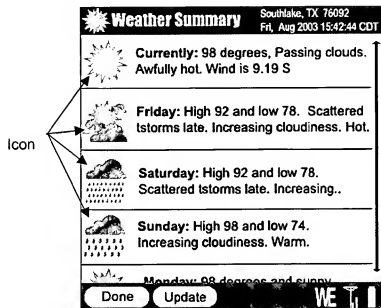 Weather Summary
Southlake, TX 76092
Fri, Aug 2003 15:42:44 CDT
Currently: 98 degrees, Passing clouds.
Awfully hot. Wind is 9.19 S
Friday: High 92 and low 78. Scattered
tstorms late. Increasing cloudiness. Hot.
Icon
Saturday: High 92 and low 78.
Scattered tstorms late. Increasing..
Sunday: High 98 and low 74.
Increasing cloudiness. Warm.
Monday: 98 degrees and sunny
Done Update WE